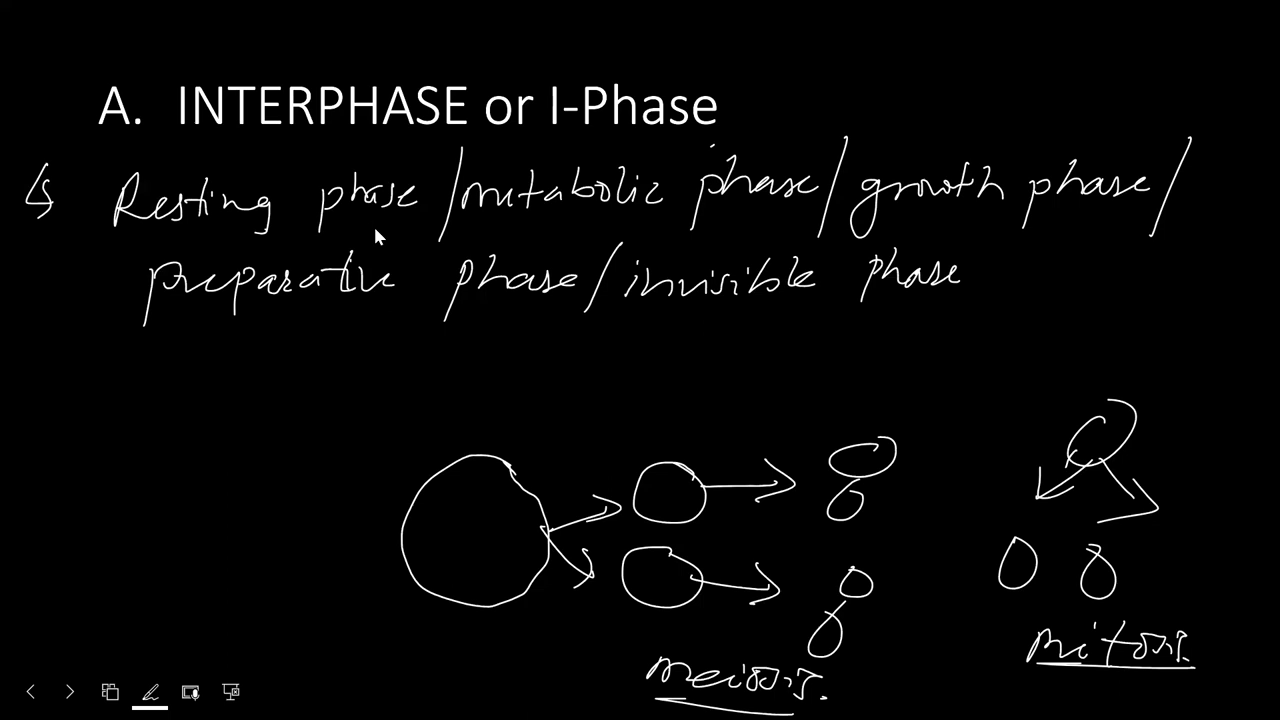 A. INTERPHASE or I-Phase
Resting phase/metabolic phase/growth phase/
preparative phase/invisible phase
meiosis.
mitosis.